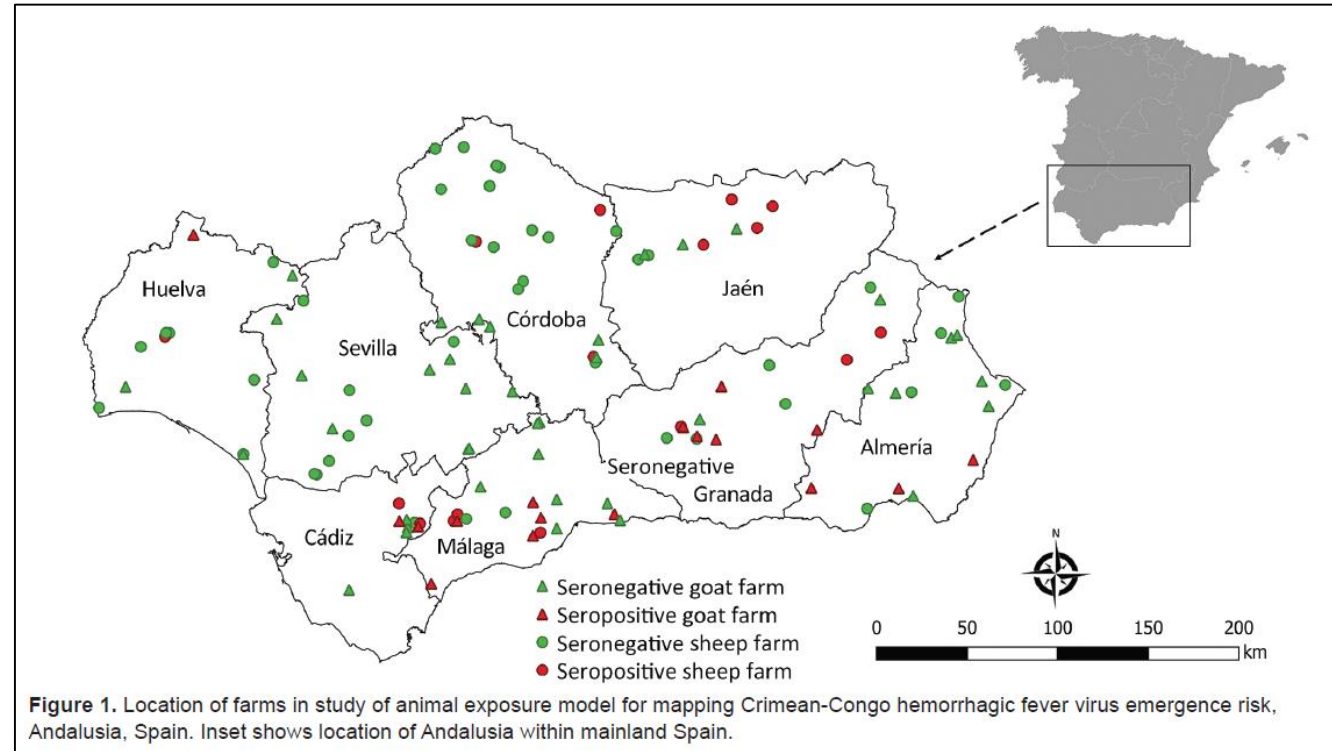 Huelva
Sevilla
Córdoba
Jaén
Seronegative
Granada
Almería
Cádiz
Málaga
Seronegative goat farm
Seropositive goat farm
Seronegative sheep farm
Seropositive sheep farm
N
0 50 100 150 200
km
Figure 1. Location of farms in study of animal exposure model for mapping Crimean-Congo hemorrhagic fever virus emergence risk,
Andalusia, Spain. Inset shows location of Andalusia within mainland Spain.